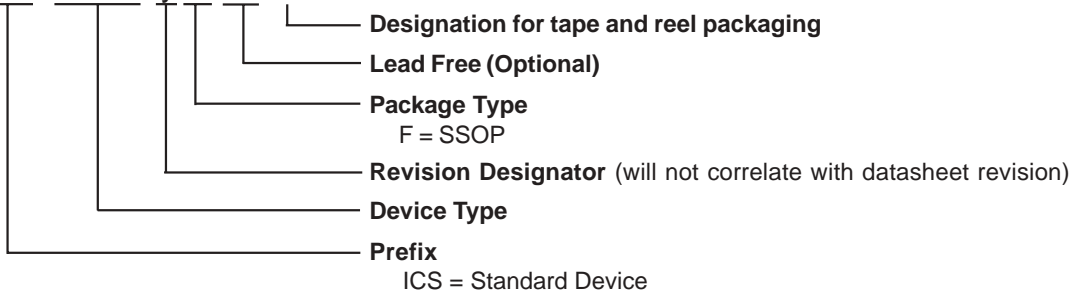 Designation for tape and reel packaging
Lead Free (Optional)
Package Type
F = SSOP
Revision Designator (will not correlate with datasheet revision)
Device Type
Prefix
ICS = Standard Device